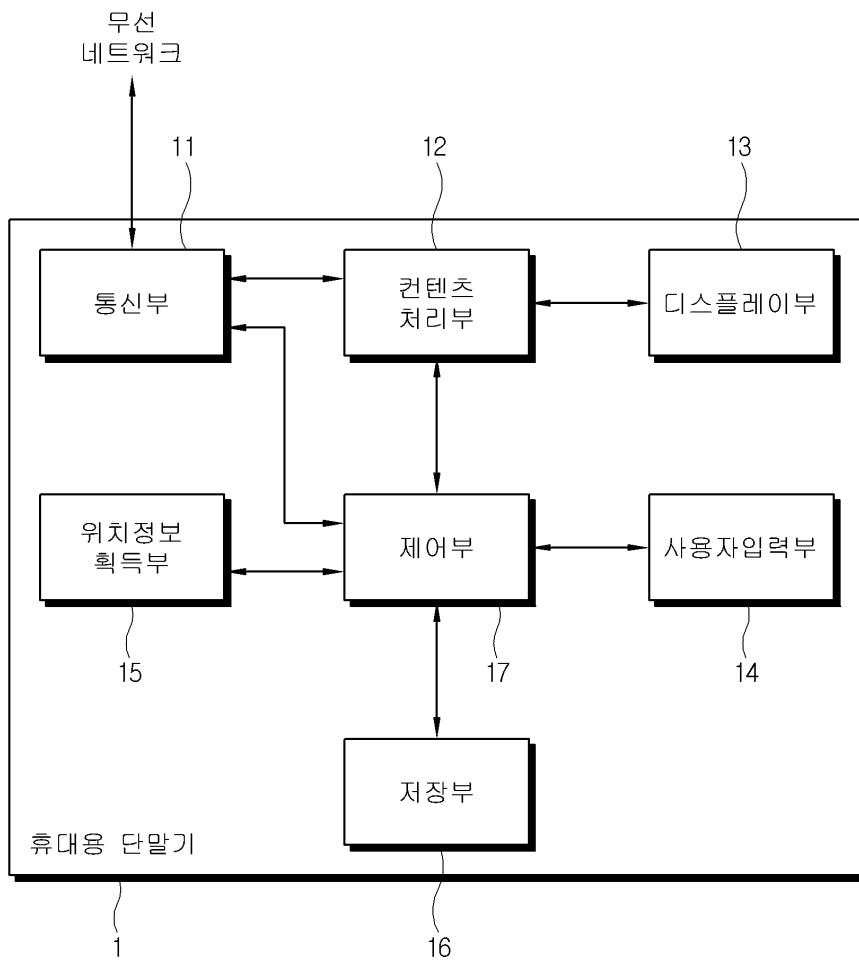 무선
네트워크
11
12
13
통신부
컨텐츠
처리부
디스플레이부
위치정보
획득부
제어부
사용자입력부
15
17
14
저장부
휴대용 단말기
1
16